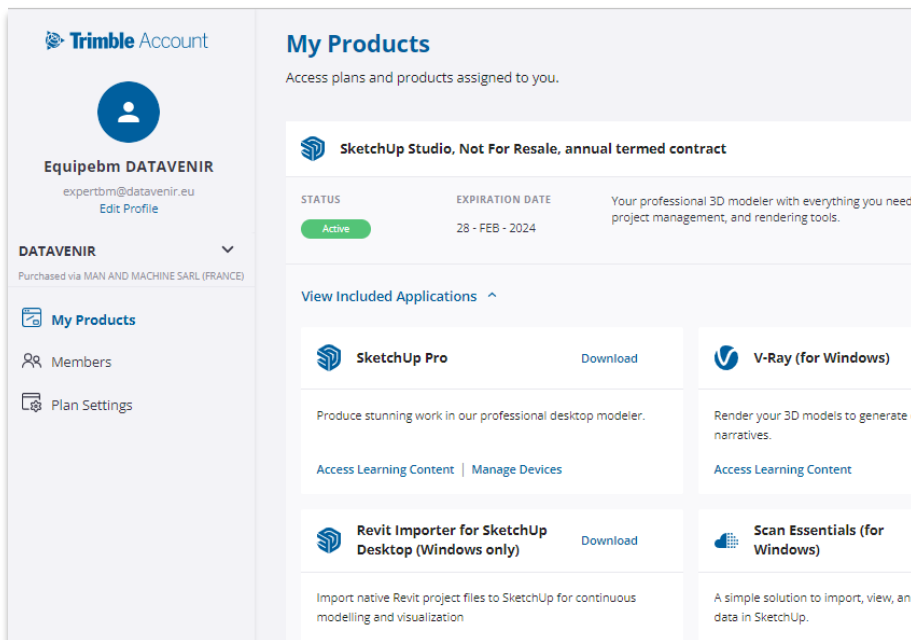 Trimble Account
Equipebm DATAVENIR
expertbm@datavenir.eu
Edit Profile
DATAVENIR
Purchased via MAN AND MACHINE SARL (FRANCE)
My Products
Members
Plan Settings
My Products
Access plans and products assigned to you.
SketchUp Studio, Not For Resale, annual termed contract
STATUS
Active
EXPIRATION DATE
28 - FEB - 2024
Your professional 3D modeler with everything you need
project management, and rendering tools.
View Included Applications
SketchUp Pro
Download
Produce stunning work in our professional desktop modeler.
Access Learning Content | Manage Devices
V-Ray (for Windows)
Render your 3D models to generate
narratives.
Access Learning Content
Revit Importer for SketchUp
Desktop (Windows only)
Download
Import native Revit project files to SketchUp for continuous
modelling and visualization
Scan Essentials (for
Windows)
A simple solution to import, view, an
data in SketchUp.